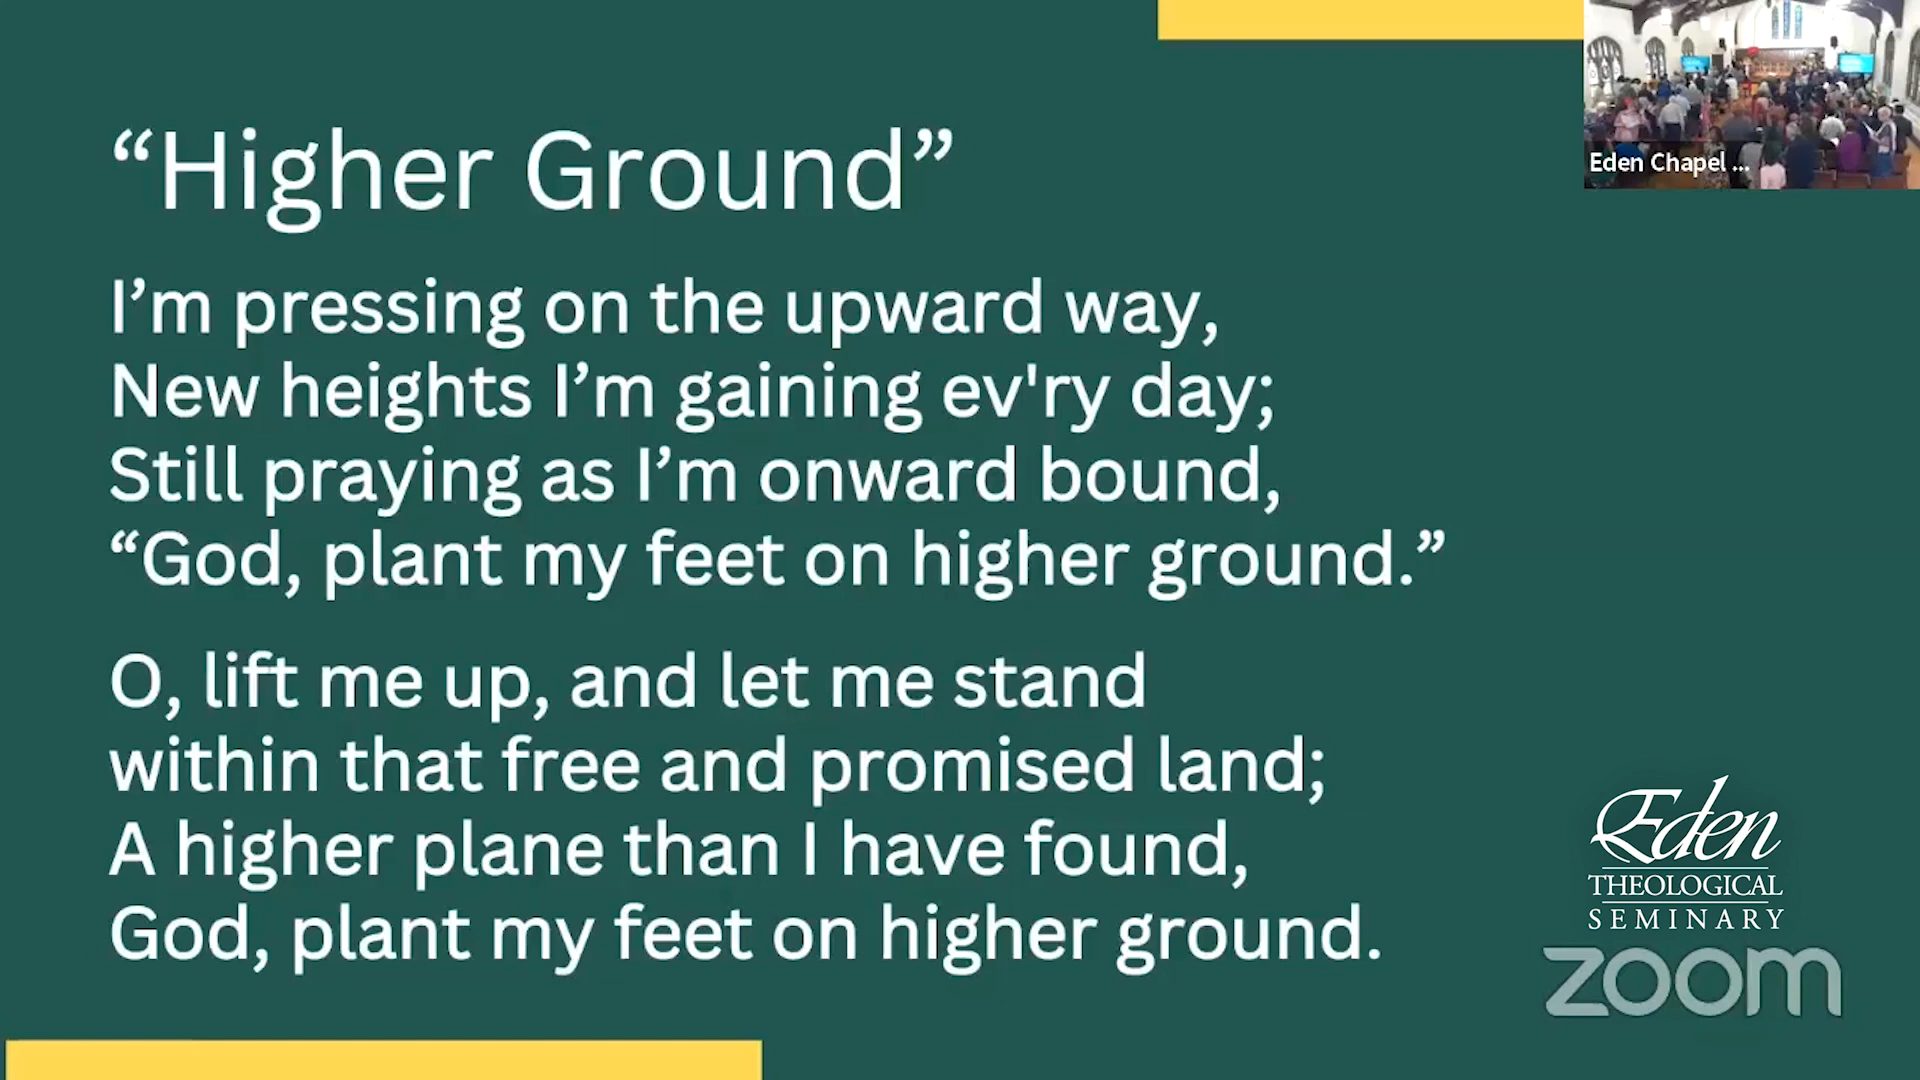 Eden Chapel ...
“Higher Ground”
I’m pressing on the upward way,
New heights I’m gaining ev'ry day;
Still praying as I’m onward bound,
“God, plant my feet on higher ground.”
O, lift me up, and let me stand
within that free and promised land;
A higher plane than I have found,
God, plant my feet on higher ground.
Eden
THEOLOGICAL
SEMINARY
zoom